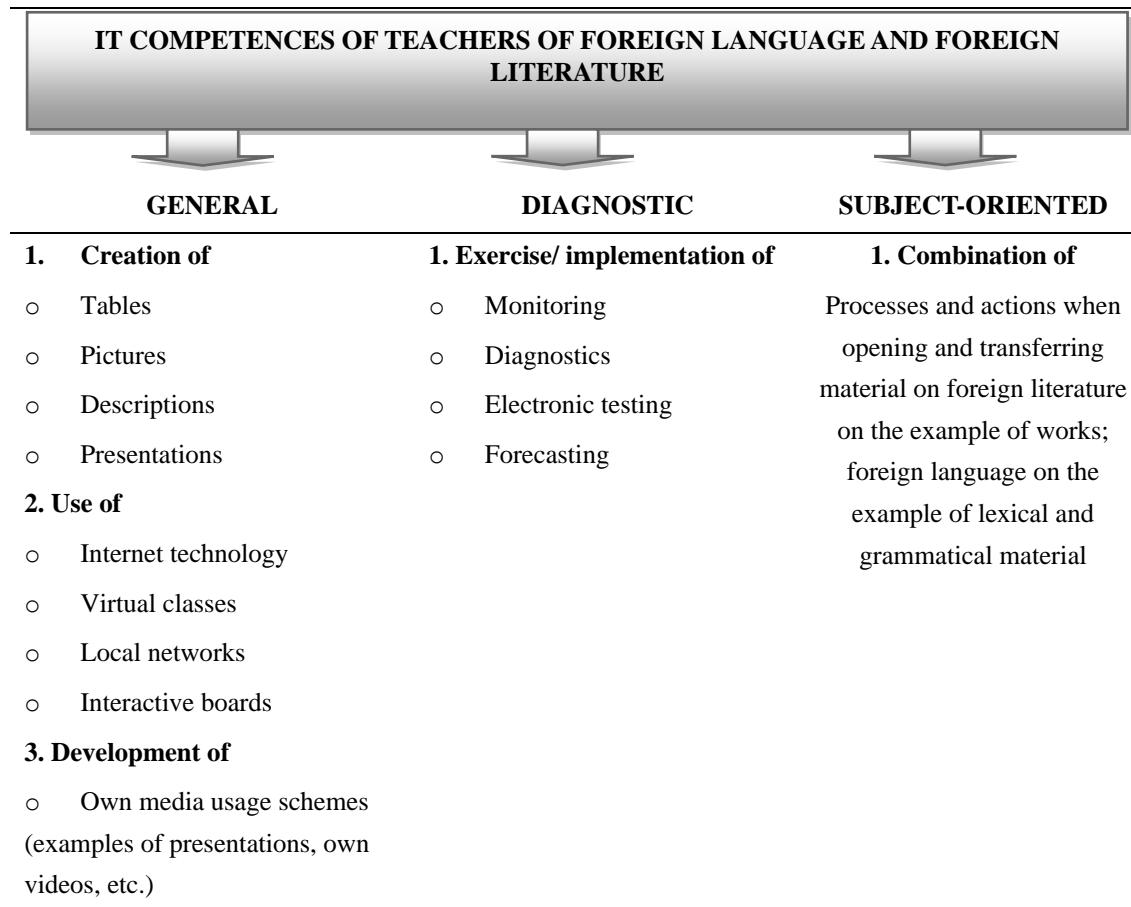 IT COMPETENCES OF TEACHERS OF FOREIGN LANGUAGE AND FOREIGN
LITERATURE
GENERAL
DIAGNOSTIC
SUBJECT-ORIENTED
1. Creation of
o Tables
o Pictures
o Descriptions
o Presentations
2. Use of
o Internet technology
o Virtual classes
o Local networks
o Interactive boards
3. Development of
o Own media usage schemes
(examples of presentations, own
videos, etc.)
1. Exercise/ implementation of
o Monitoring
o Diagnostics
o Electronic testing
o Forecasting
1. Combination of
Processes and actions when
opening and transferring
material on foreign literature
on the example of works;
foreign language on the
example of lexical and
grammatical material